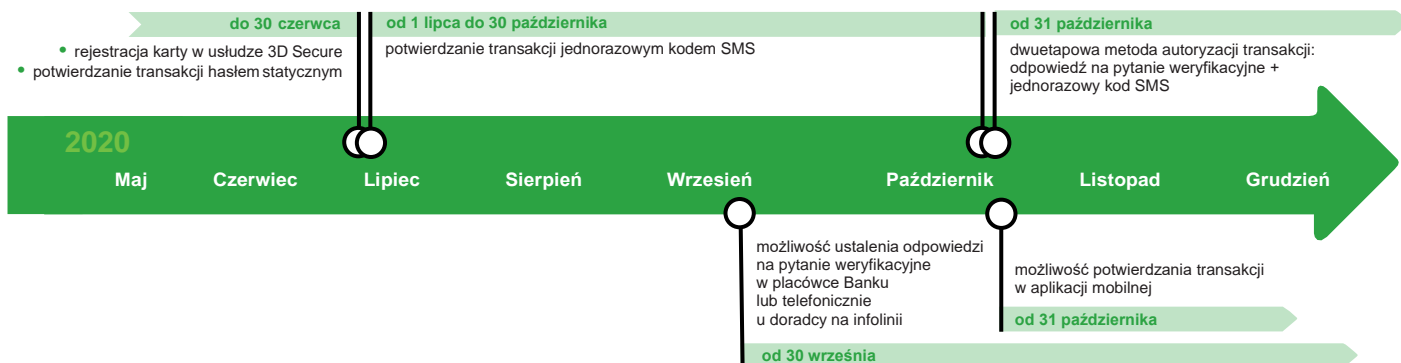 do 30 czerwca
• rejestracja karty w usłudze 3D Secure
• potwierdzanie transakcji hasłem statycznym
od 1 lipca do 30 października
potwierdzanie transakcji jednorazowym kodem SMS
od 31 października
dwuetapowa metoda autoryzacji transakcji:
odpowiedź na pytanie weryfikacyjne +
jednorazowy kod SMS
2020
Maj Czerwiec Lipiec Sierpień Wrzesień Październik Listopad Grudzień
możliwość ustalenia odpowiedzi
na pytanie weryfikacyjne
w placówce Banku
lub telefonicznie
u doradcy na infolinii
od 30 września
możliwość potwierdzania transakcji
w aplikacji mobilnej
od 31 października